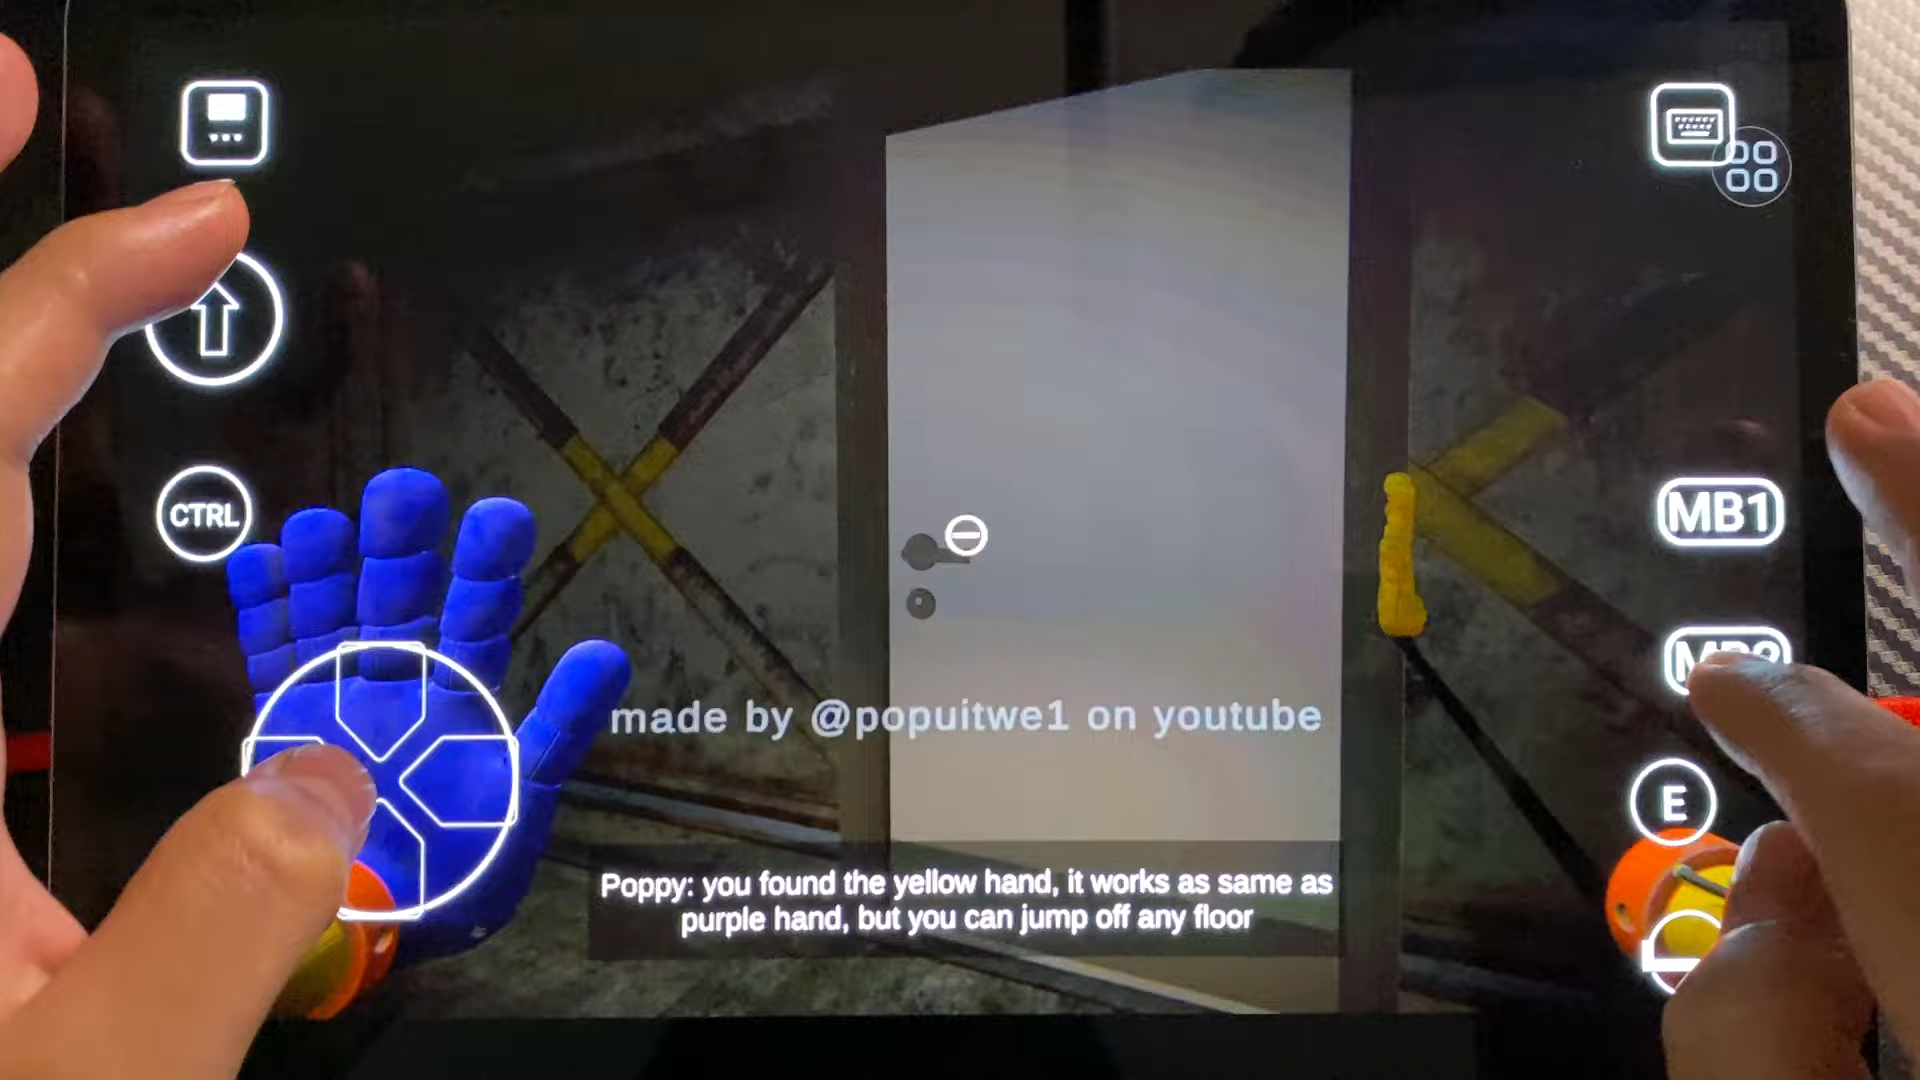 CTRL
MB1
MB2
E
made by @popuitwe1 on youtube
Poppy: you found the yellow hand, it works as same as
purple hand, but you can jump off any floor